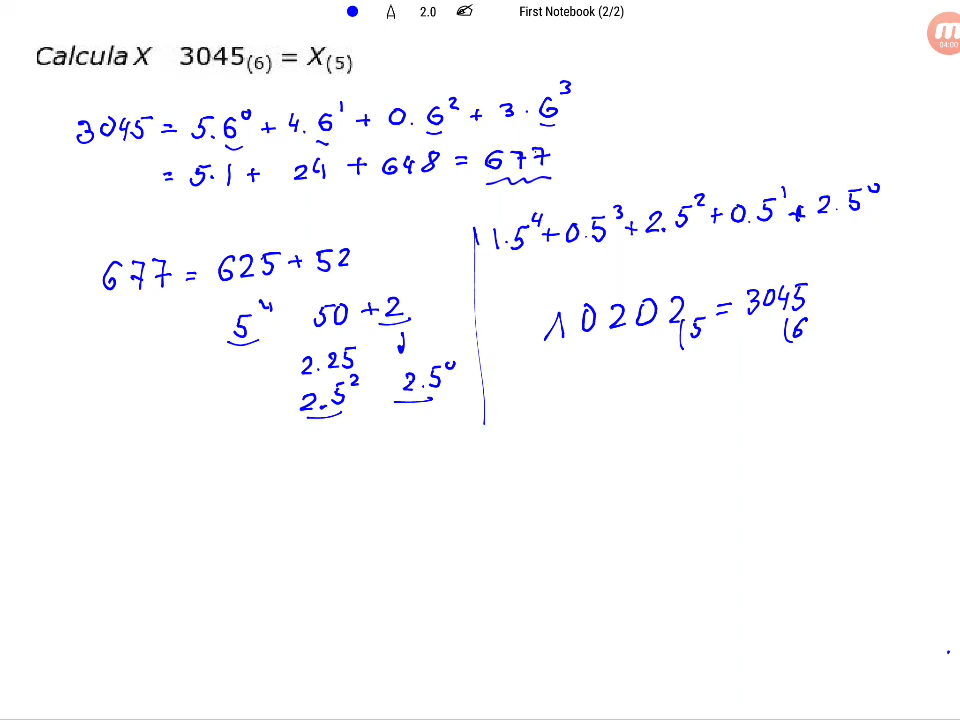 2.0 First Notebook (2/2)
04:00
Calcula X 3045(6) = X(5)
3045 = 5.6⁰ + 4.6¹ + 0.6² + 3.6³
= 5.1 + 24 + 648 = 677
1.5⁴ + 0.5³ + 2.5² + 0.5¹ + 2.5⁰
677 = 625 + 52
5⁴ 50 + 2
2.25
2.5² 2.5⁰
10202(5 = 3045(6